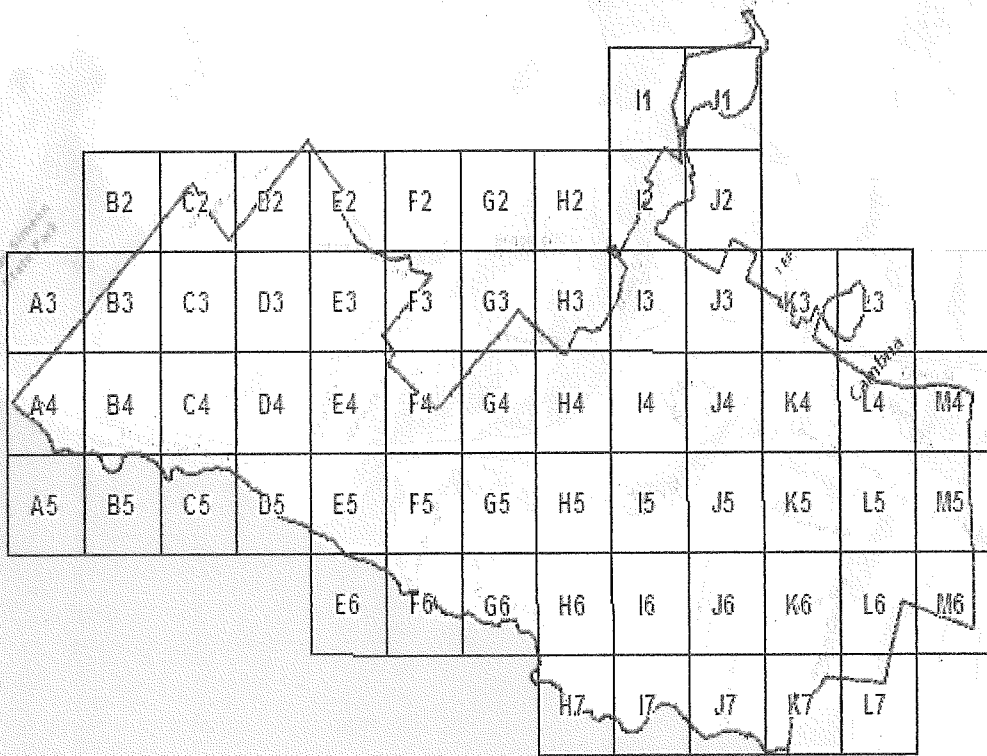 I1 J1
B2 C2 D2 E2 F2 G2 H2 I2 J2
A3 B3 C3 D3 E3 F3 G3 H3 I3 J3 K3 L3
Cambria
A4 B4 C4 D4 E4 F4 G4 H4 I4 J4 K4 L4 M4
A5 B5 C5 D5 E5 F5 G5 H5 I5 J5 K5 L5 M5
E6 F6 G6 H6 I6 J6 K6 L6 M6
H7 I7 J7 K7 L7